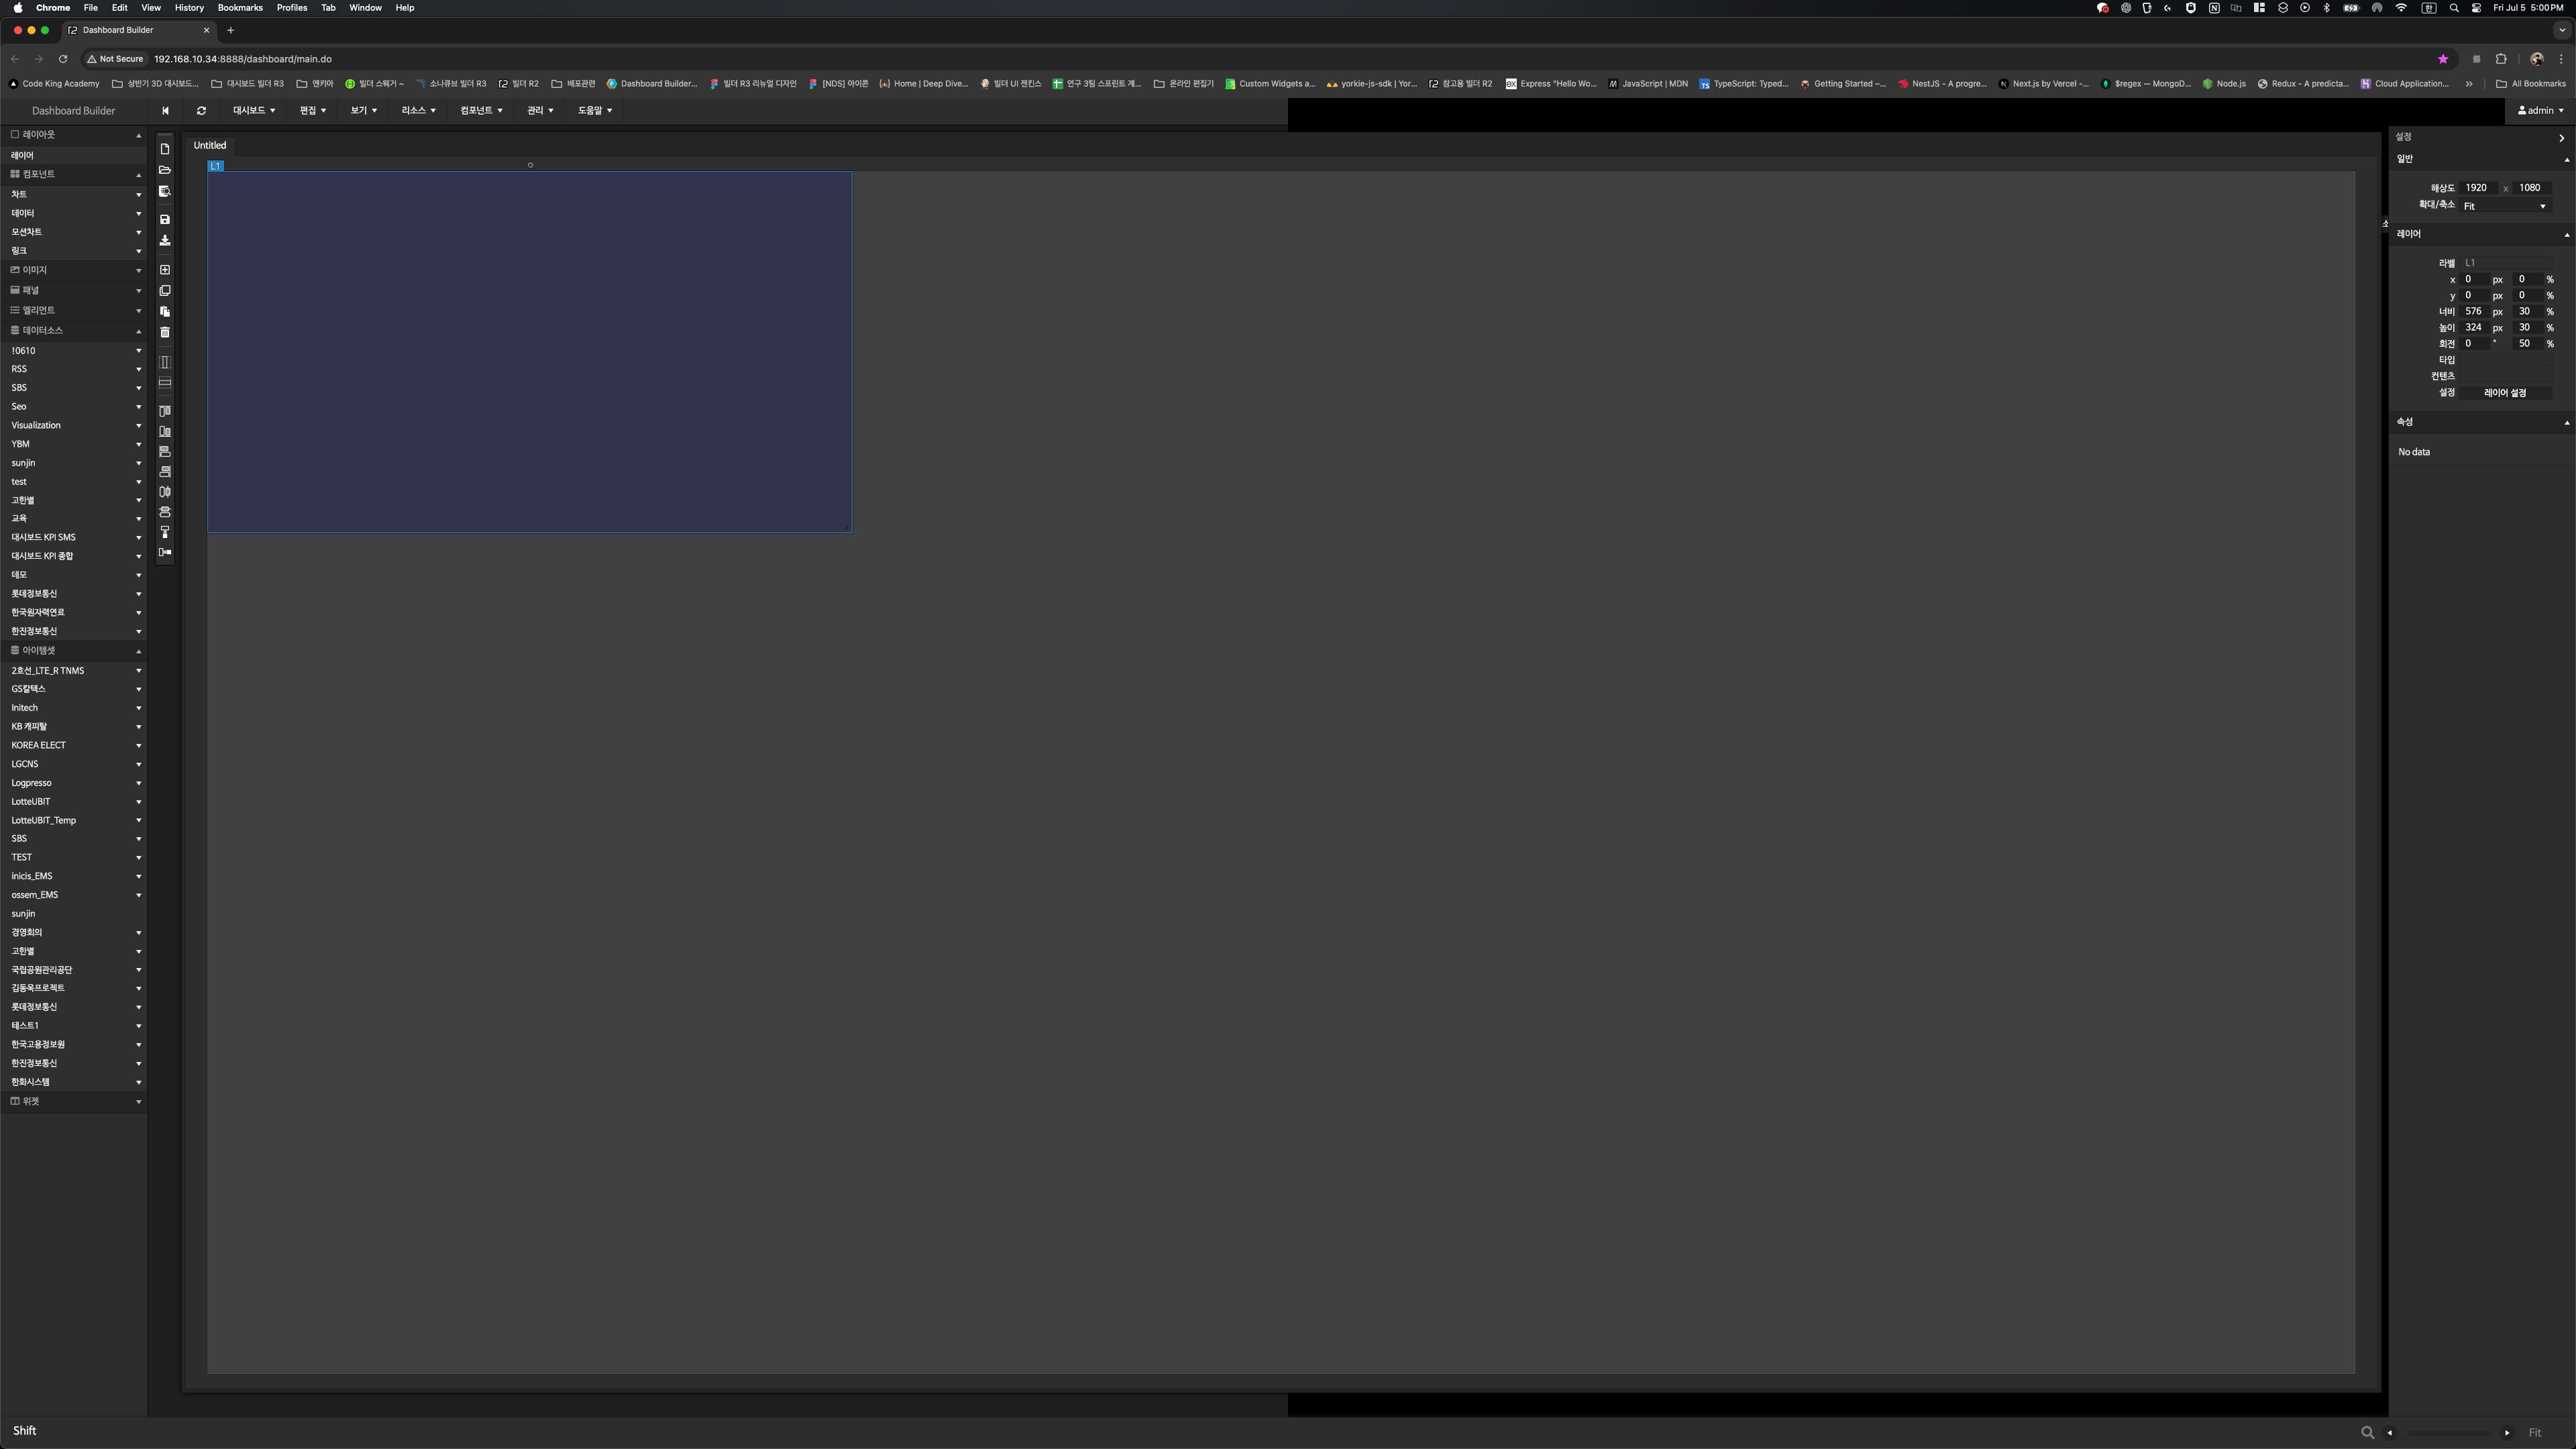 Chrome File Edit View History Bookmarks Profiles Tab Window Help
Fri Jul 5 5:00 PM
Dashboard Builder
Not Secure 192.168.10.34:8888/dashboard/main.do
Code King Academy 상반기 3D 대시보드... 대시보드 빌더 R3 엔키아 빌더 스웨거 ~ 소나큐브 빌더 R3 빌더 R2 배포관련 Dashboard Builder... 빌더 R3 리뉴얼 디자인 [NDS] 아이콘 Home | Deep Dive... 빌더 UI 젠킨스 연구 3팀 스프린트 계... 온라인 편집기 Custom Widgets a... yorkie-js-sdk | Yor... 참고용 빌더 R2 Express "Hello Wo... JavaScript | MDN TypeScript: Typed... Getting Started –... NestJS - A progre... Next.js by Vercel -... $regex — MongoD... Node.js Redux - A predicta... Cloud Application... All Bookmarks
Dashboard Builder 대시보드 편집 보기 리소스 컴포넌트 관리 도움말 admin
레이아웃
레이어
컴포넌트
차트
데이터
모션차트
링크
이미지
패널
엘리먼트
데이터소스
!0610
RSS
SBS
Seo
Visualization
YBM
sunjin
test
고한별
교육
대시보드 KPI SMS
대시보드 KPI 종합
데모
롯데정보통신
한국원자력연료
한진정보통신
아이템셋
2호선_LTE_R TNMS
GS칼텍스
Initech
KB 캐피탈
KOREA ELECT
LGCNS
Logpresso
LotteUBIT
LotteUBIT_Temp
SBS
TEST
inicis_EMS
ossem_EMS
sunjin
경영회의
고한별
국립공원관리공단
김동욱프로젝트
롯데정보통신
테스트1
한국고용정보원
한진정보통신
한화시스템
위젯
Untitled
L1
설정
일반
해상도 1920 x 1080
확대/축소 Fit
레이어
라벨 L1
x 0 px 0 %
y 0 px 0 %
너비 576 px 30 %
높이 324 px 30 %
회전 0 ° 50 %
타입
컨텐츠
설정 레이어 설정
속성
No data
Shift
Fit